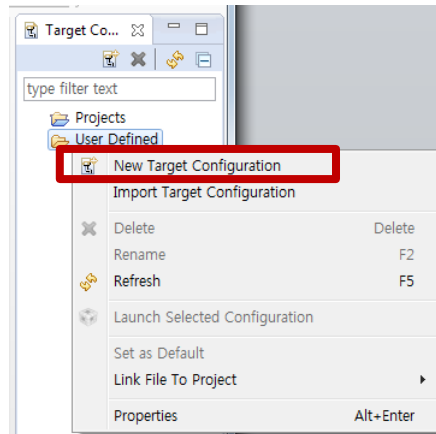 Target Co...
type filter text
Projects
User Defined
New Target Configuration
Import Target Configuration
Delete Delete
Rename F2
Refresh F5
Launch Selected Configuration
Set as Default
Link File To Project
Properties Alt+Enter